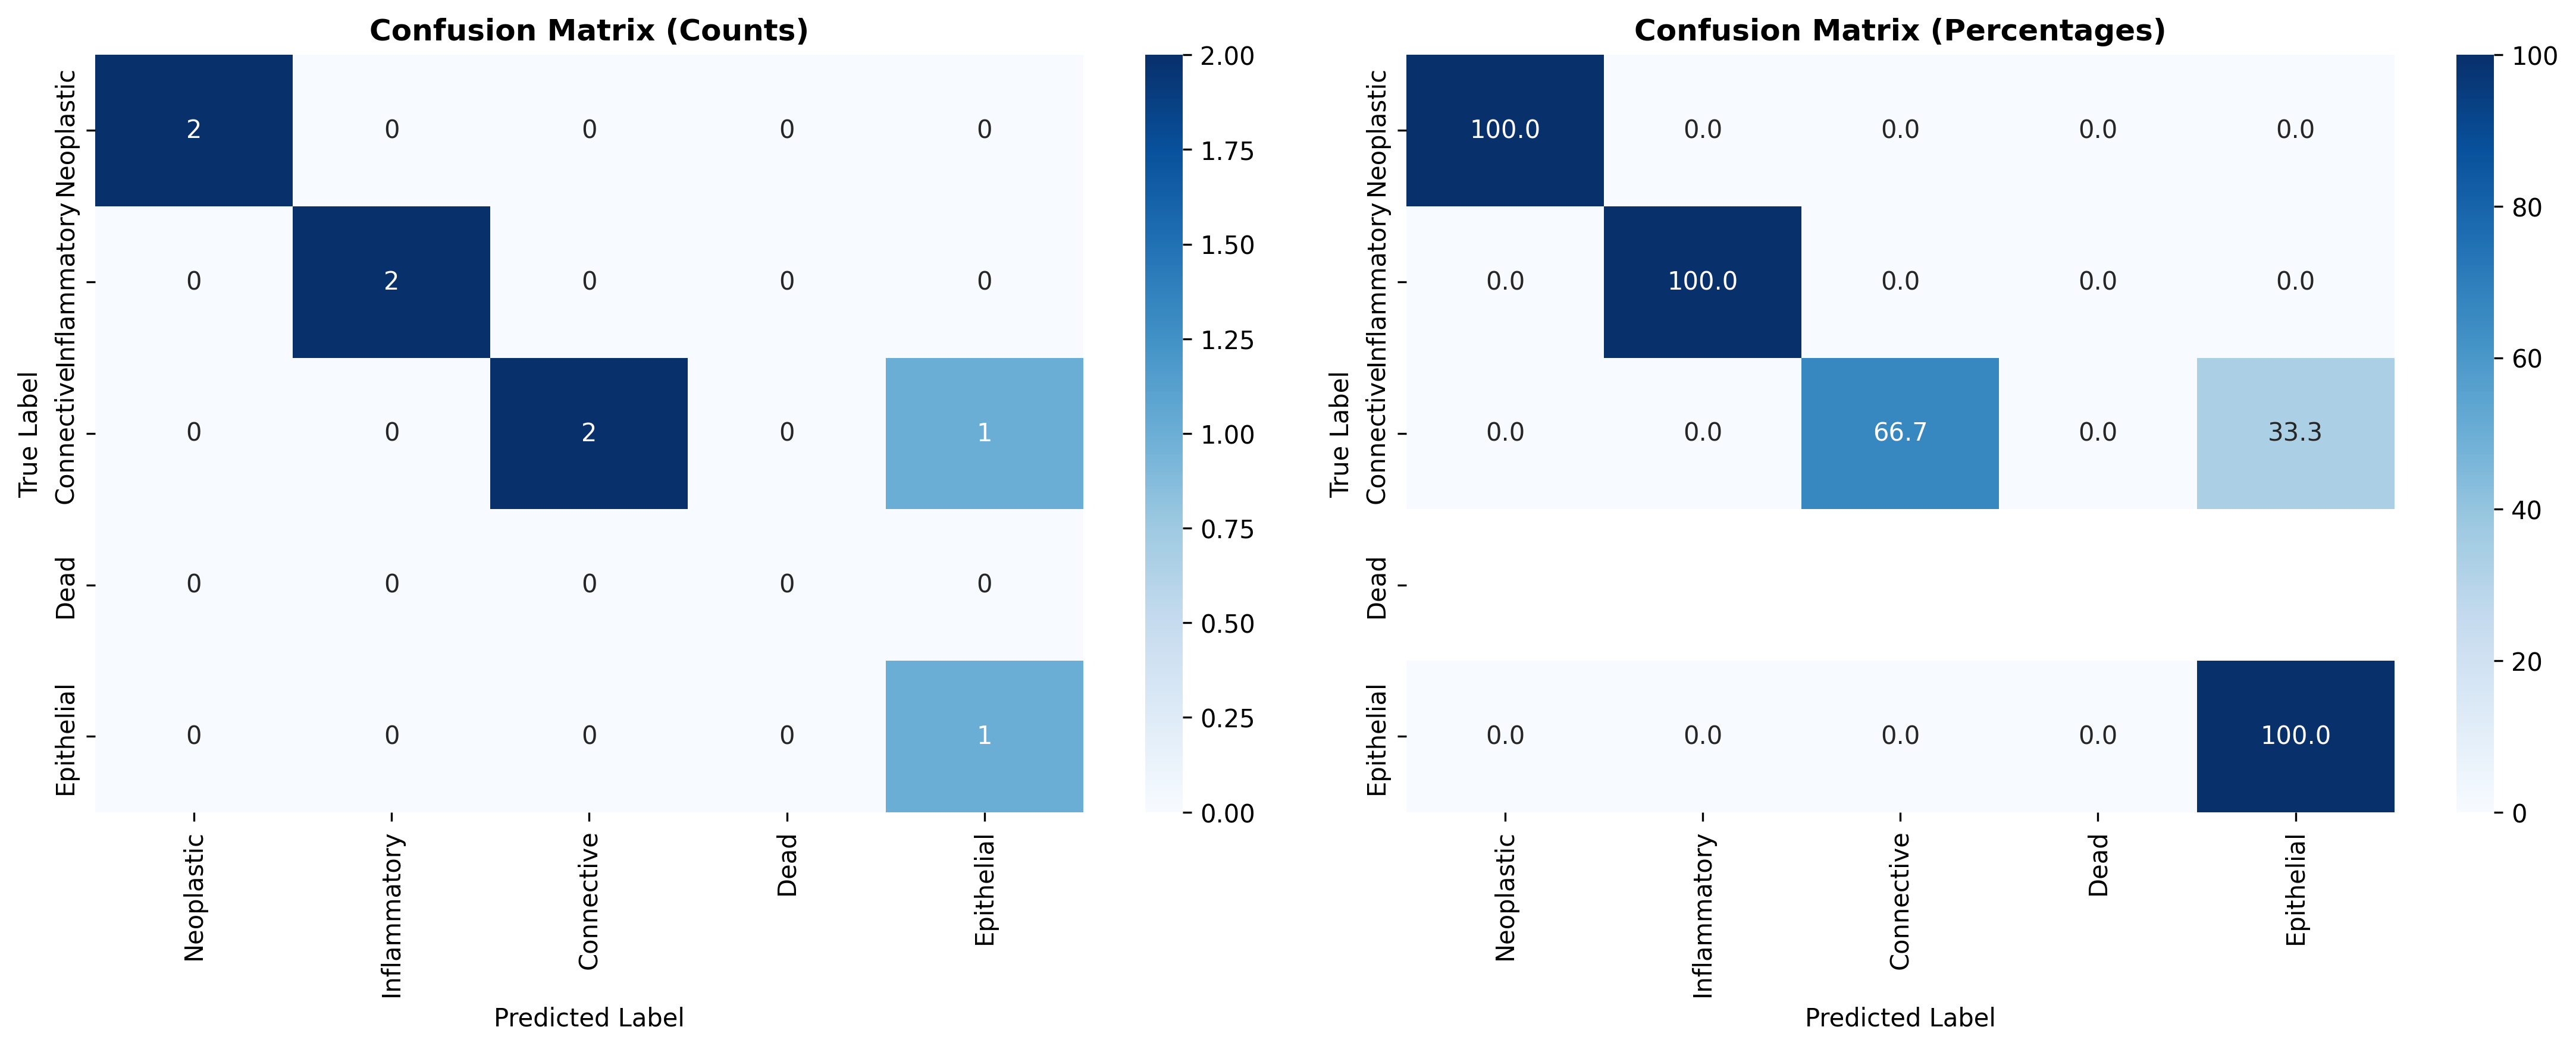 Confusion Matrix (Counts)
True Label
Neoplastic
Inflammatory
Connective
Dead
Epithelial
2 0 0 0 0
0 2 0 0 0
0 0 2 0 1
0 0 0 0 0
0 0 0 0 1
Neoplastic
Inflammatory
Connective
Dead
Epithelial
Predicted Label
2.00
1.75
1.50
1.25
1.00
0.75
0.50
0.25
0.00
Confusion Matrix (Percentages)
True Label
Neoplastic
Inflammatory
Connective
Dead
Epithelial
100.0 0.0 0.0 0.0 0.0
0.0 100.0 0.0 0.0 0.0
0.0 0.0 66.7 0.0 33.3
0.0 0.0 0.0 0.0 100.0
Neoplastic
Inflammatory
Connective
Dead
Epithelial
Predicted Label
100
80
60
40
20
0